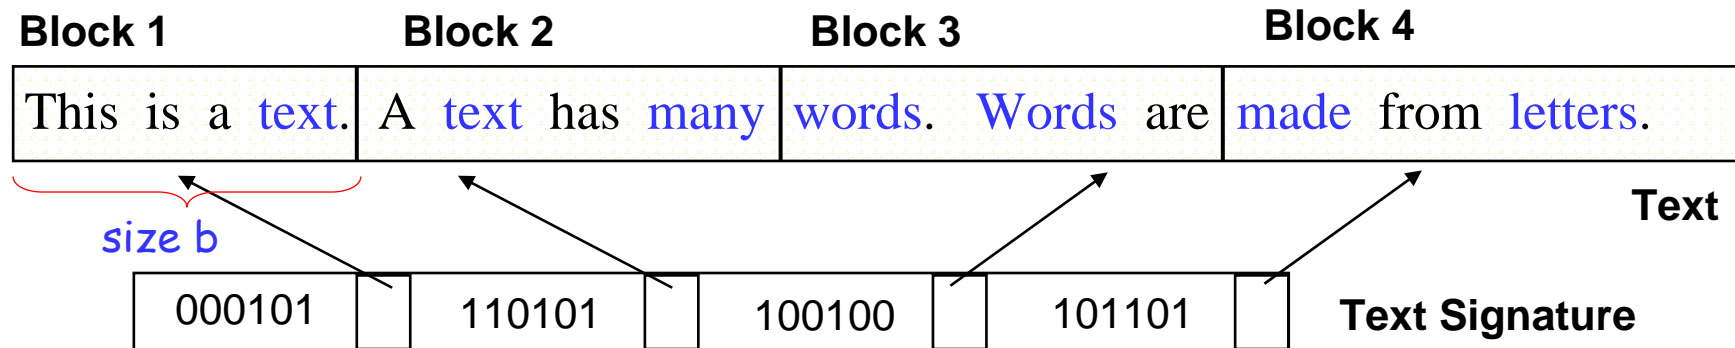 Block 1 Block 2 Block 3 Block 4
This is a text. A text has many words. Words are made from letters.
Text
size b
000101 110101 100100 101101 Text Signature